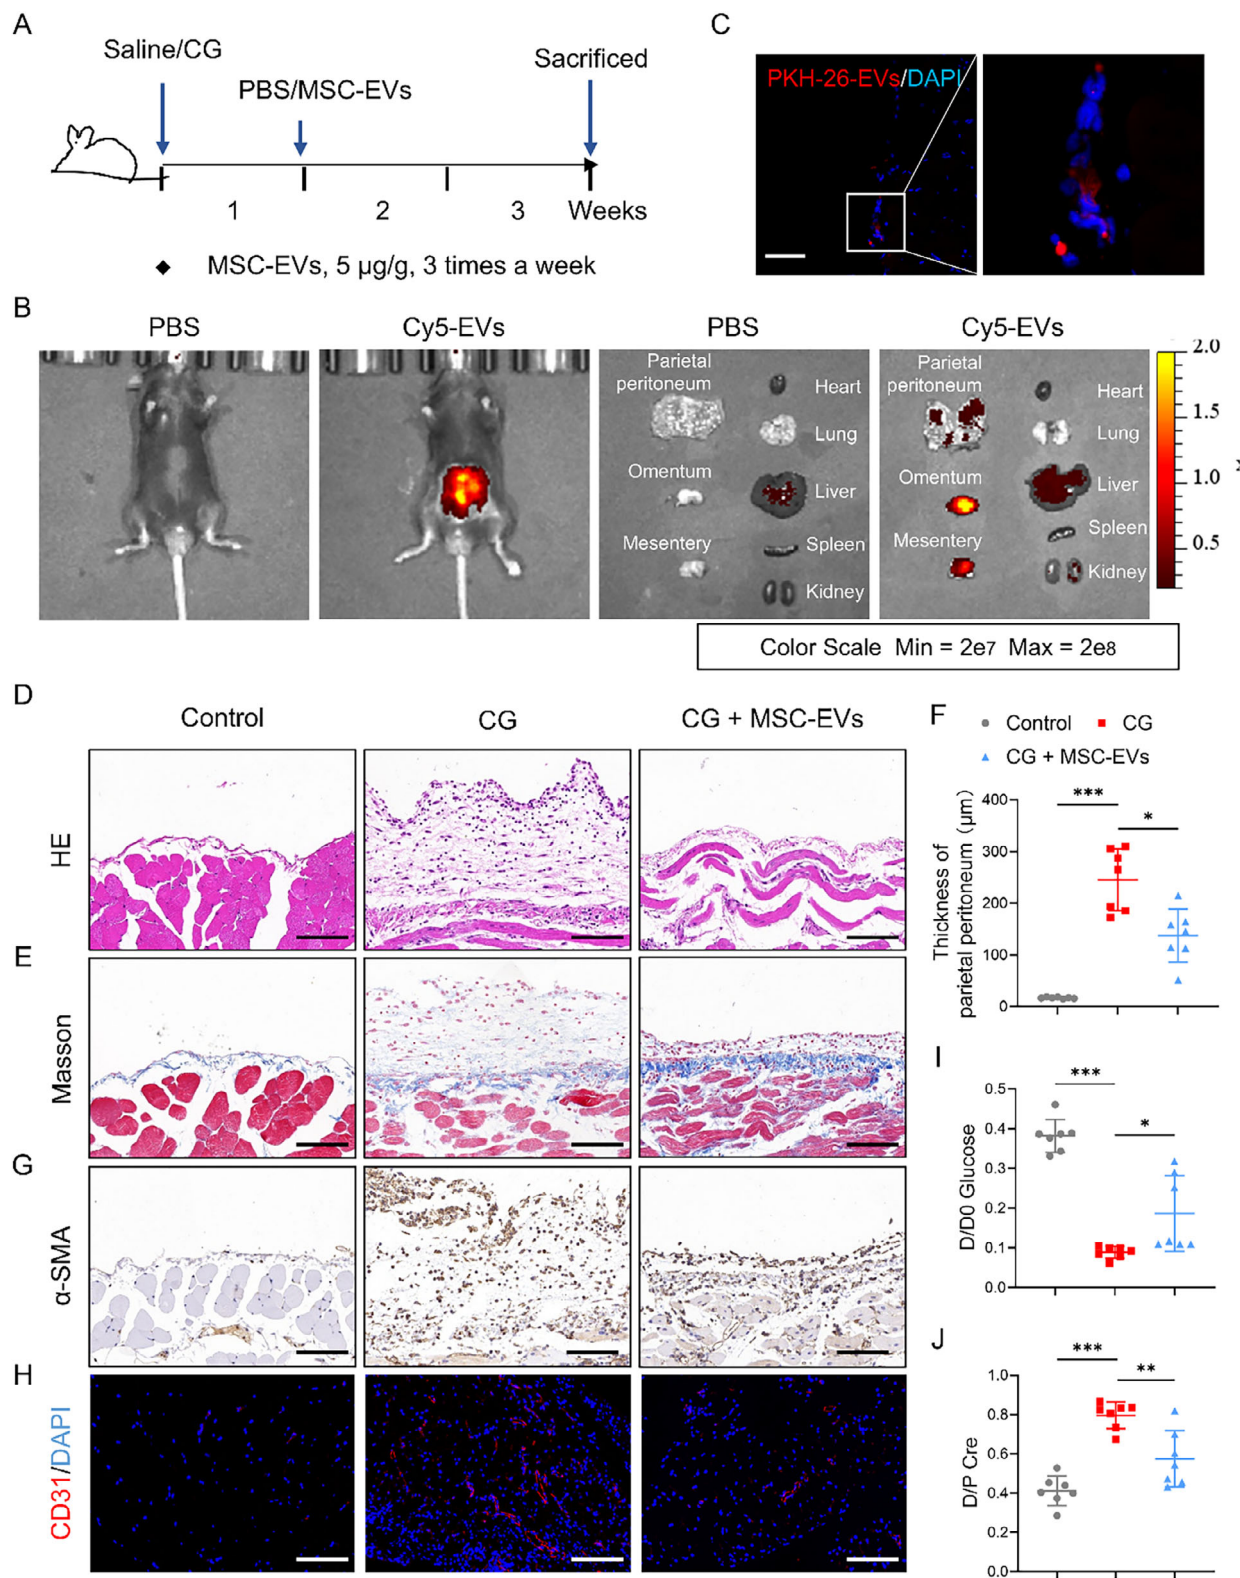 A
Saline/CG
PBS/MSC-EVs
Sacrificed
1
2
3
Weeks
◆ MSC-EVs, 5 µg/g, 3 times a week
C
PKH-26-EVs/DAPI
B
PBS
Cy5-EVs
PBS
Cy5-EVs
Parietal
peritoneum
Heart
Lung
Omentum
Liver
Mesentery
Spleen
Kidney
Parietal
peritoneum
Heart
Lung
Omentum
Liver
Mesentery
Spleen
Kidney
2.0
1.5
1.0
0.5
Color Scale Min = 2e7 Max = 2e8
D
Control
CG
CG + MSC-EVs
HE
E
Masson
G
α-SMA
H
CD31/DAPI
F
Control
CG
CG + MSC-EVs
Thickness of
parietal peritoneum (µm)
400
300
200
100
0
***
*
I
D/D0 Glucose
0.5
0.4
0.3
0.2
0.1
0.0
***
*
J
D/P Cre
1.0
0.8
0.6
0.4
0.2
0.0
***
**